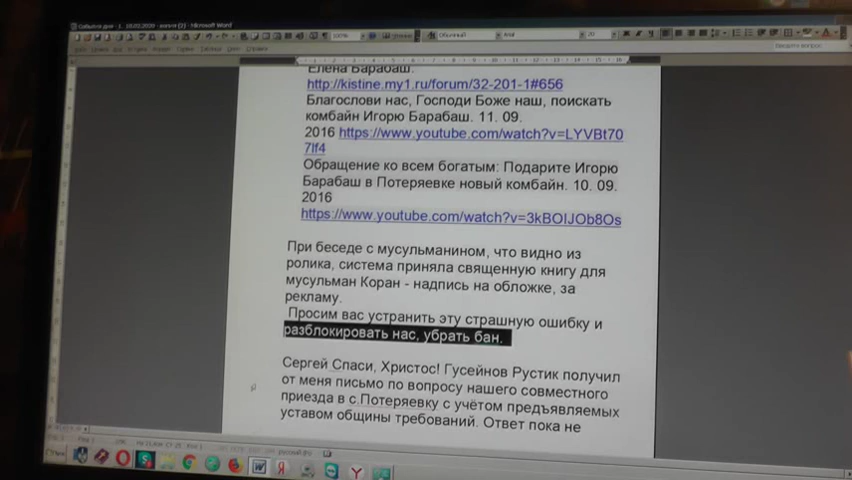 Microsoft Word
Елена Барабаш.
http://kistine.my1.ru/forum/32-201-1#656
Благослови нас, Господи Боже наш, поискать
комбайн Игорю Барабаш. 11. 09.
2016 https://www.youtube.com/watch?v=LYVBt70
7lf4
Обращение ко всем богатым: Подарите Игорю
Барабаш в Потеряевке новый комбайн. 10. 09.
2016
https://www.youtube.com/watch?v=3kBOIJOb8Os
При беседе с мусульманином, что видно из
ролика, система приняла священную книгу для
мусульман Коран - надпись на обложке, за
рекламу.
Просим вас устранить эту страшную ошибку и
разблокировать нас, убрать бан.
Сергей Спаси, Христос! Гусейнов Рустик получил
от меня письмо по вопросу нашего совместного
приезда в с.Потеряевку с учётом предъявляемых
уставом общины требований. Ответ пока не